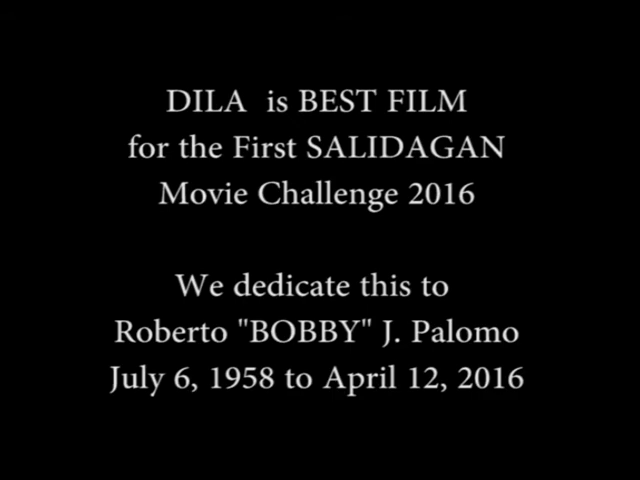 DILA is BEST FILM
for the First SALIDAGAN
Movie Challenge 2016
We dedicate this to
Roberto "BOBBY" J. Palomo
July 6, 1958 to April 12, 2016